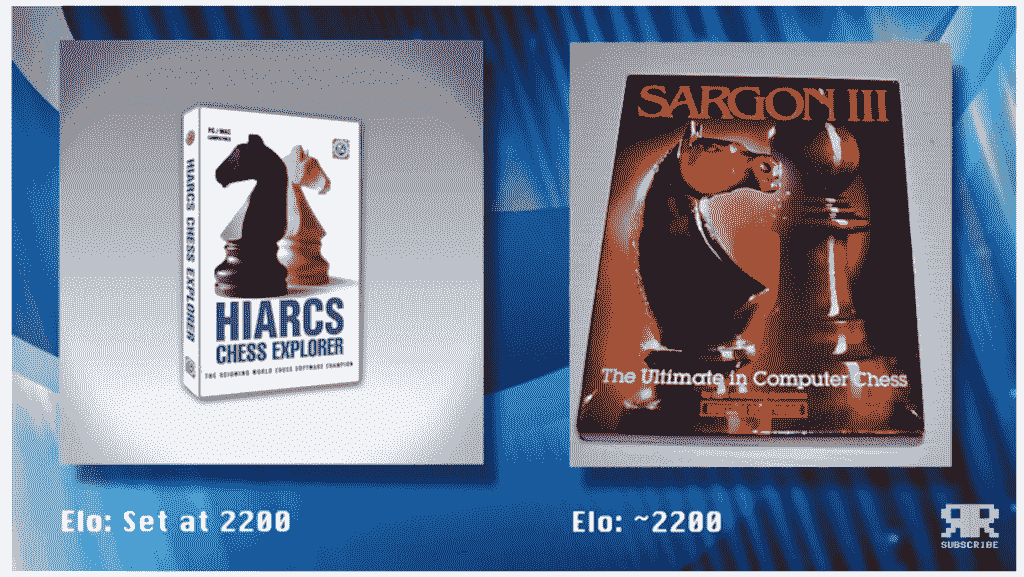 PC / MAC
HIARCS CHESS EXPLORER
HIARCS
CHESS EXPLORER
THE REIGNING WORLD CHESS SOFTWARE CHAMPION
SARGON III
The Ultimate in Computer Chess
Elo: Set at 2200
Elo: ~2200
SUBSCRIBE